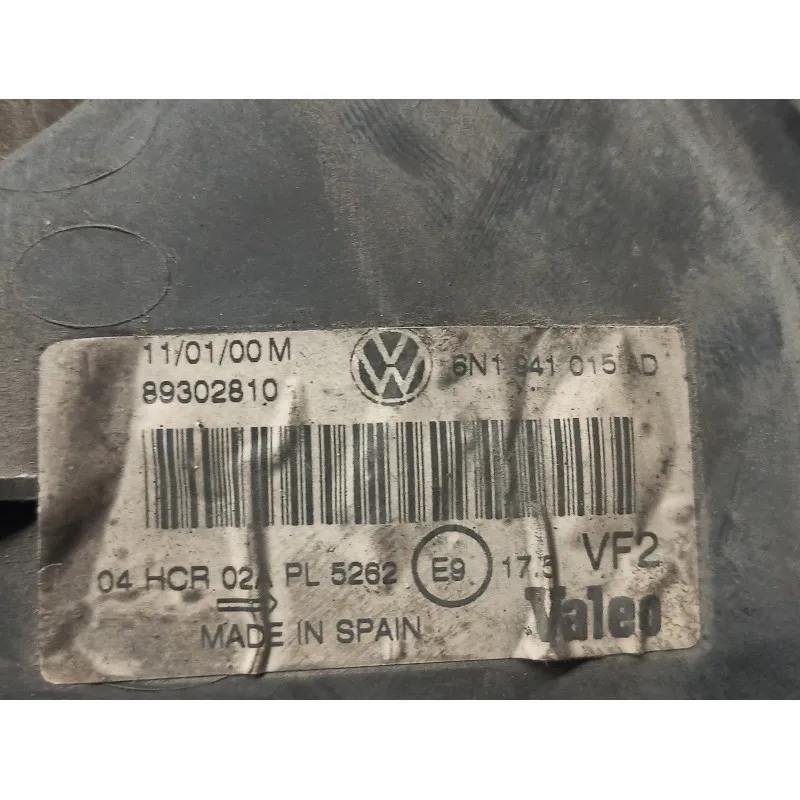 11/01/00 M
6N1 941 015 AD
89302810
04 HCR 02A PL 5262 E9 17.5 VF2
MADE IN SPAIN
Valeo